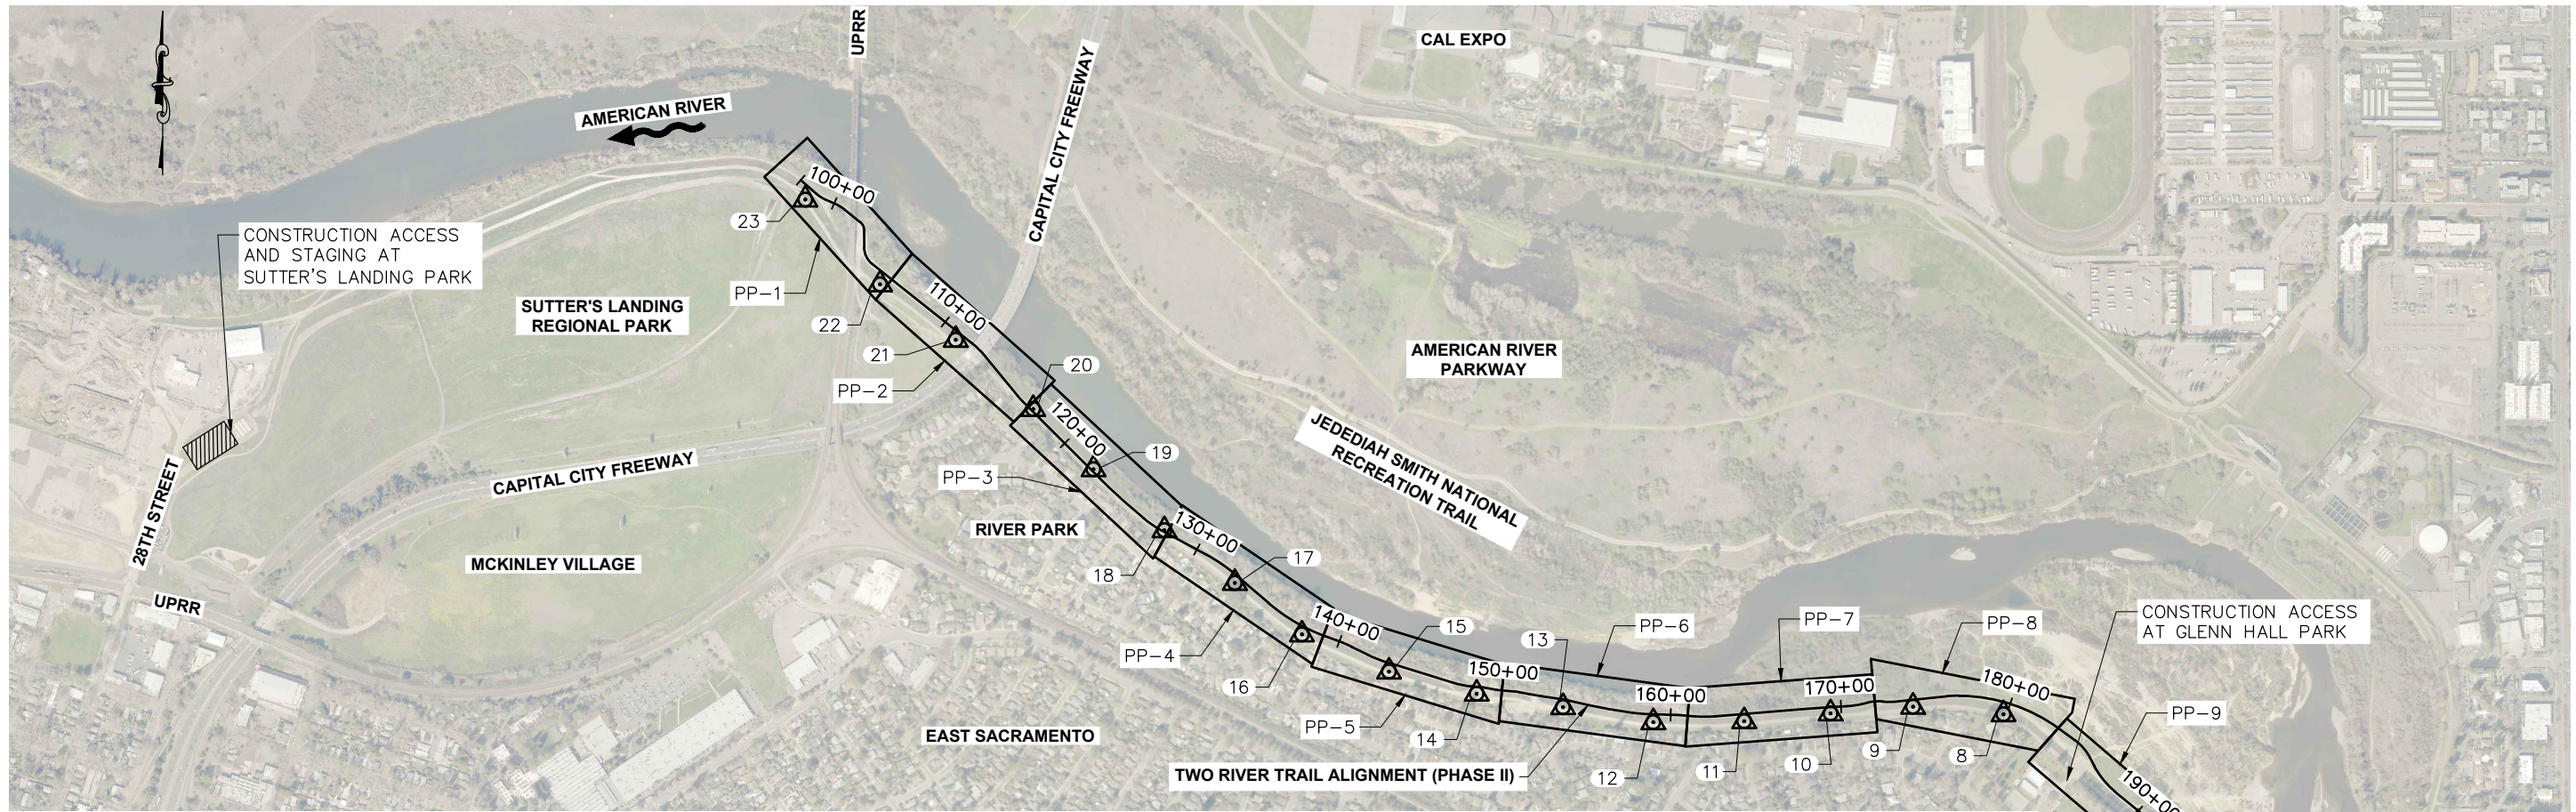 UPRR
CAL EXPO
CAPITAL CITY FREEWAY
AMERICAN RIVER
100+00
23
CONSTRUCTION ACCESS
AND STAGING AT
SUTTER'S LANDING PARK
PP-1
SUTTER'S LANDING
REGIONAL PARK
110+00
22
21
20
AMERICAN RIVER
PARKWAY
PP-2
120+00
19
JEDEDIAH SMITH NATIONAL
RECREATION TRAIL
CAPITAL CITY FREEWAY
PP-3
28TH STREET
RIVER PARK
130+00
17
MCKINLEY VILLAGE
18
UPRR
140+00
15
13
PP-6
PP-7
PP-8
CONSTRUCTION ACCESS
AT GLENN HALL PARK
PP-4
150+00
160+00
170+00
180+00
16
PP-9
PP-5
14
EAST SACRAMENTO
9
8
10
11
12
TWO RIVER TRAIL ALIGNMENT (PHASE II)
190+00